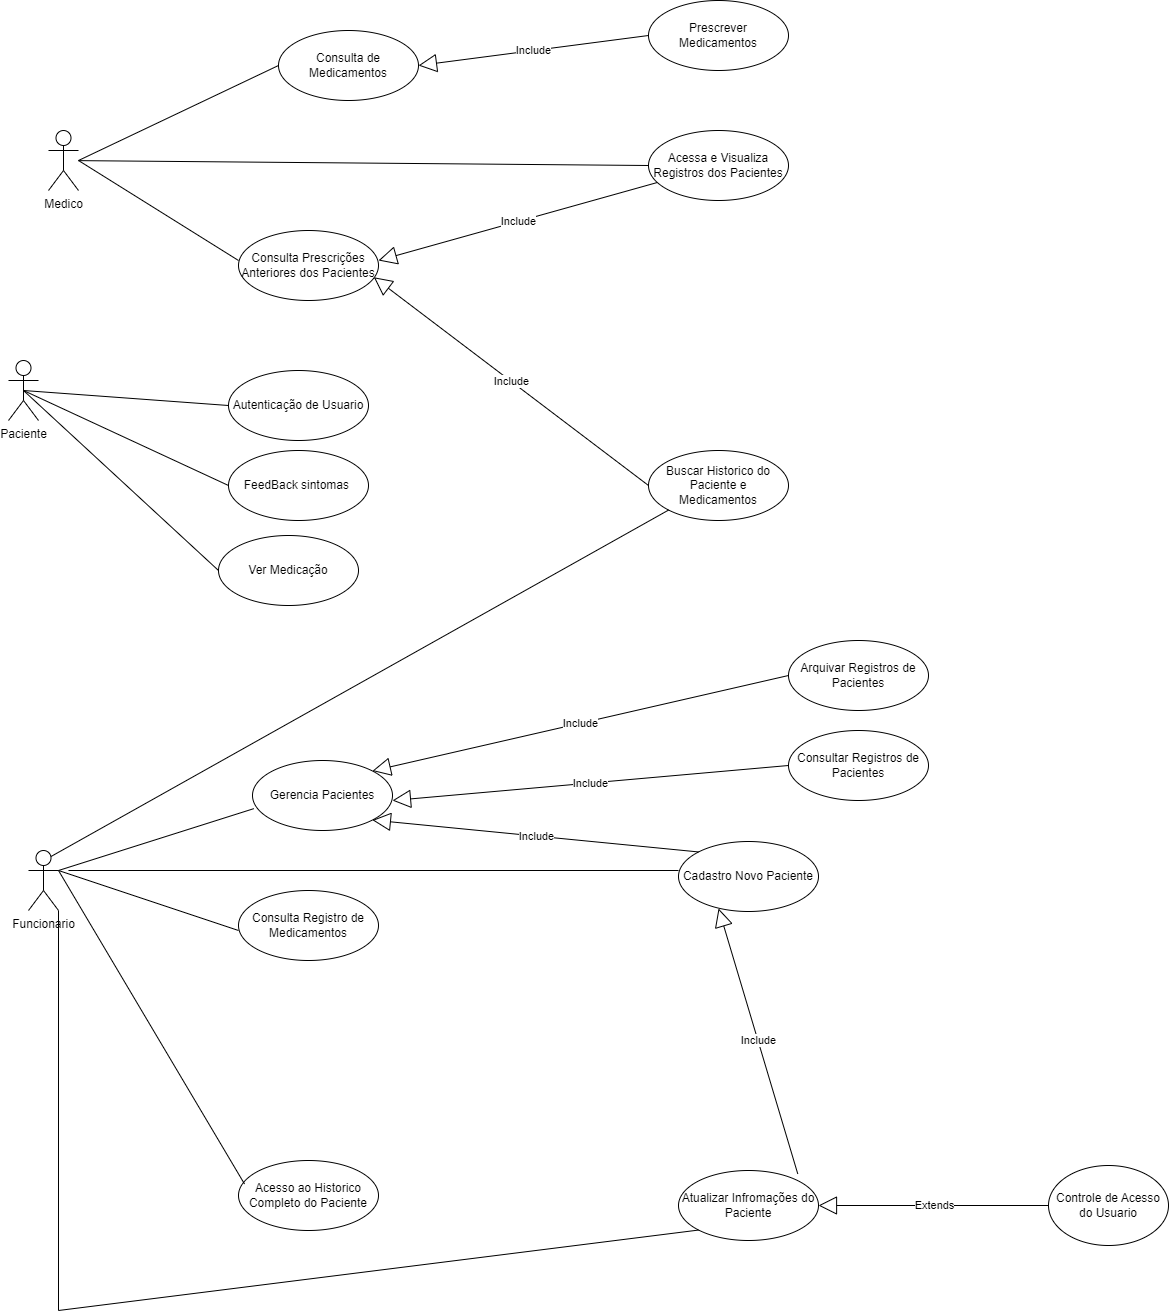 Prescrever
Medicamentos
Include
Consulta de
Medicamentos
Acessa e Visualiza
Registros dos Pacientes
Medico
Include
Consulta Prescrições
Anteriores dos Pacientes
Include
Autenticação de Usuario
Paciente
FeedBack sintomas
Buscar Historico do
Paciente e
Medicamentos
Ver Medicação
Arquivar Registros de
Pacientes
Include
Consultar Registros de
Pacientes
Include
Gerencia Pacientes
Include
Cadastro Novo Paciente
Funcionario
Consulta Registro de
Medicamentos
Include
Acesso ao Historico
Completo do Paciente
Atualizar Infromações do
Paciente
Extends
Controle de Acesso
do Usuario